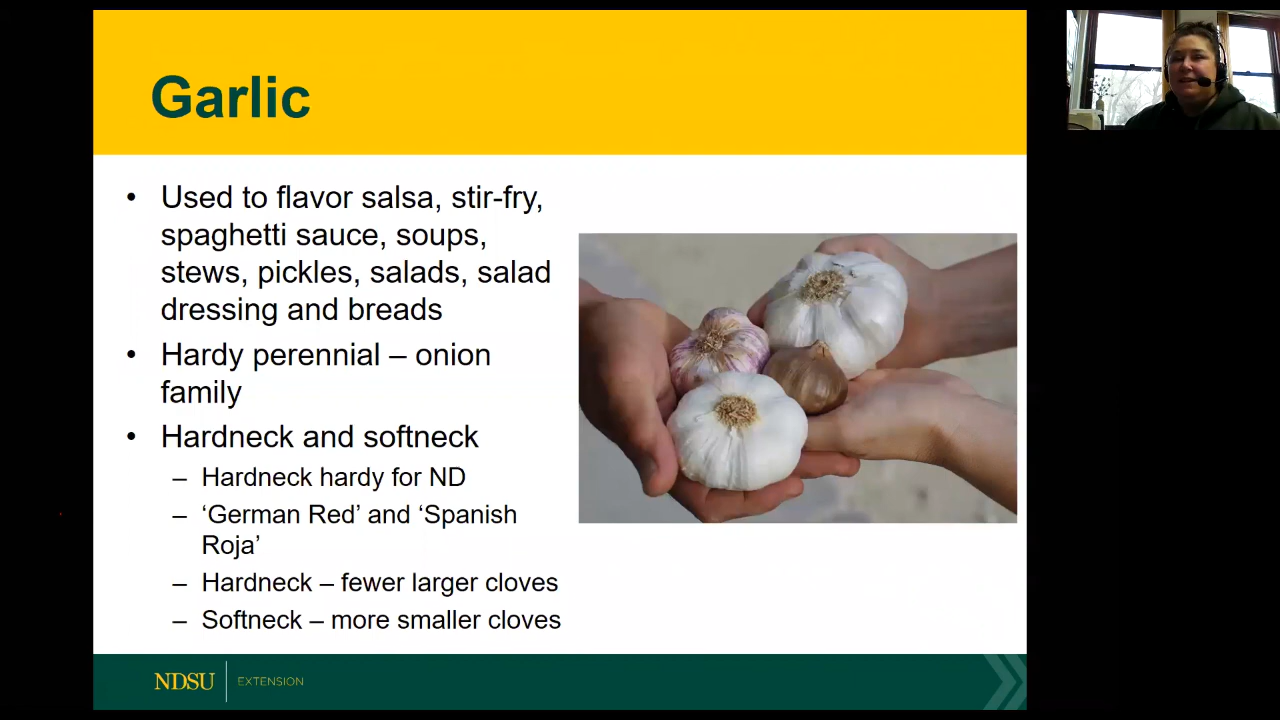 Garlic
• Used to flavor salsa, stir-fry,
spaghetti sauce, soups,
stews, pickles, salads, salad
dressing and breads
• Hardy perennial – onion
family
• Hardneck and softneck
– Hardneck hardy for ND
– ‘German Red’ and ‘Spanish
Roja’
– Hardneck – fewer larger cloves
– Softneck – more smaller cloves
NDSU EXTENSION